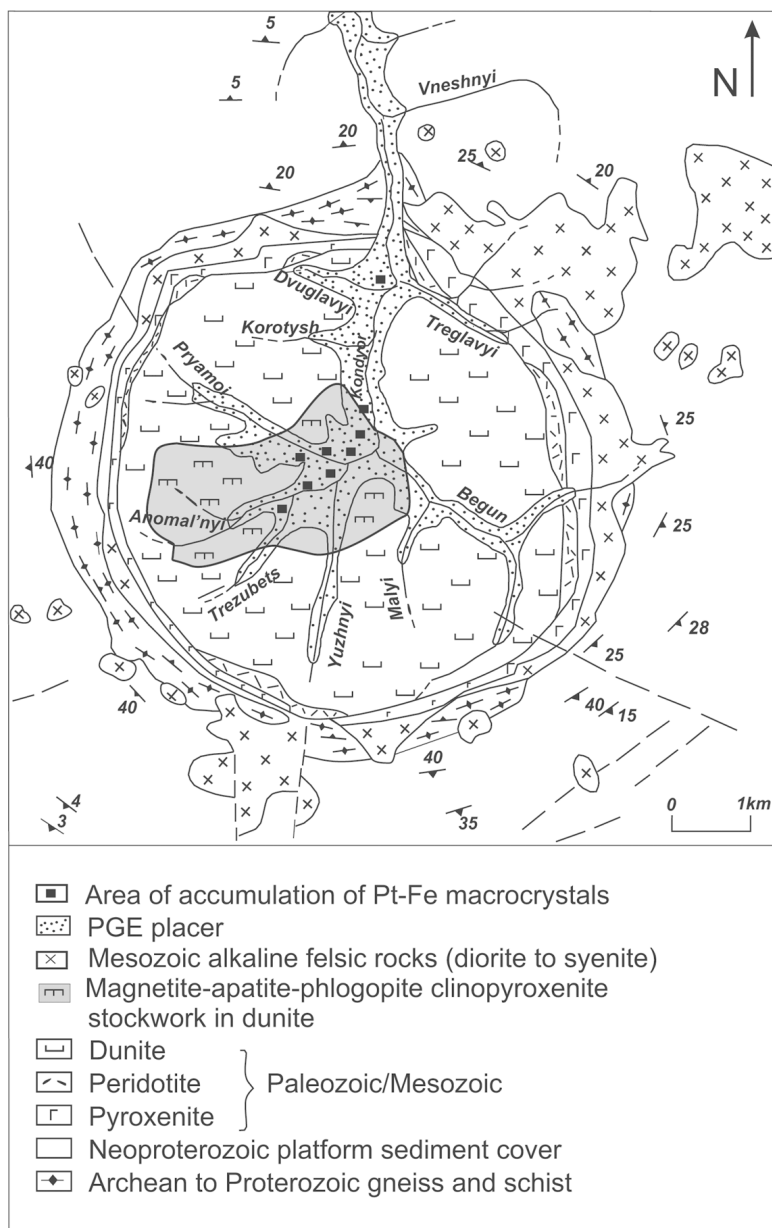 5
Vneshnyi
N
5
20
25
20
20
Dvuglavyi
Korotysh
Treglavyi
Kondyor
Pryamoi
25
40
Begun
Anomal'nyi
25
Trezubets
Malyi
Yuzhnyi
28
25
40
40
15
40
0 1km
4
3
35
Area of accumulation of Pt-Fe macrocrystals
PGE placer
Mesozoic alkaline felsic rocks (diorite to syenite)
Magnetite-apatite-phlogopite clinopyroxenite
stockwork in dunite
Dunite
Peridotite
Paleozoic/Mesozoic
Pyroxenite
Neoproterozoic platform sediment cover
Archean to Proterozoic gneiss and schist